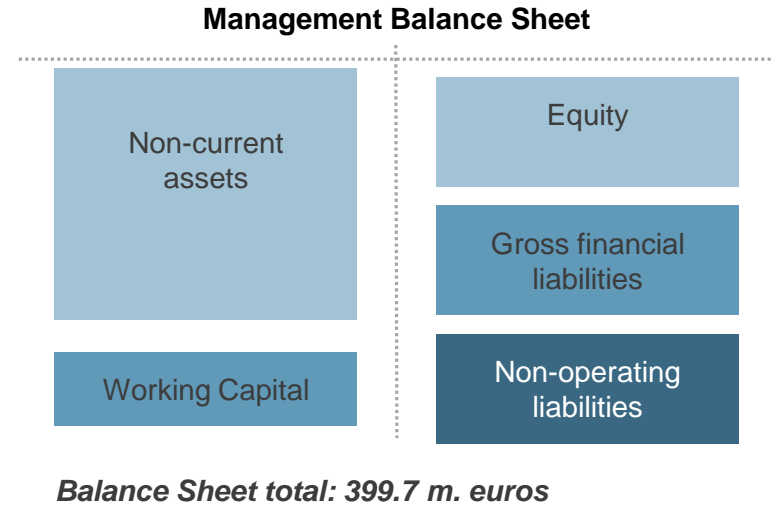 Management Balance Sheet
Non-current
assets
Working Capital
Equity
Gross financial
liabilities
Non-operating
liabilities
Balance Sheet total: 399.7 m. euros